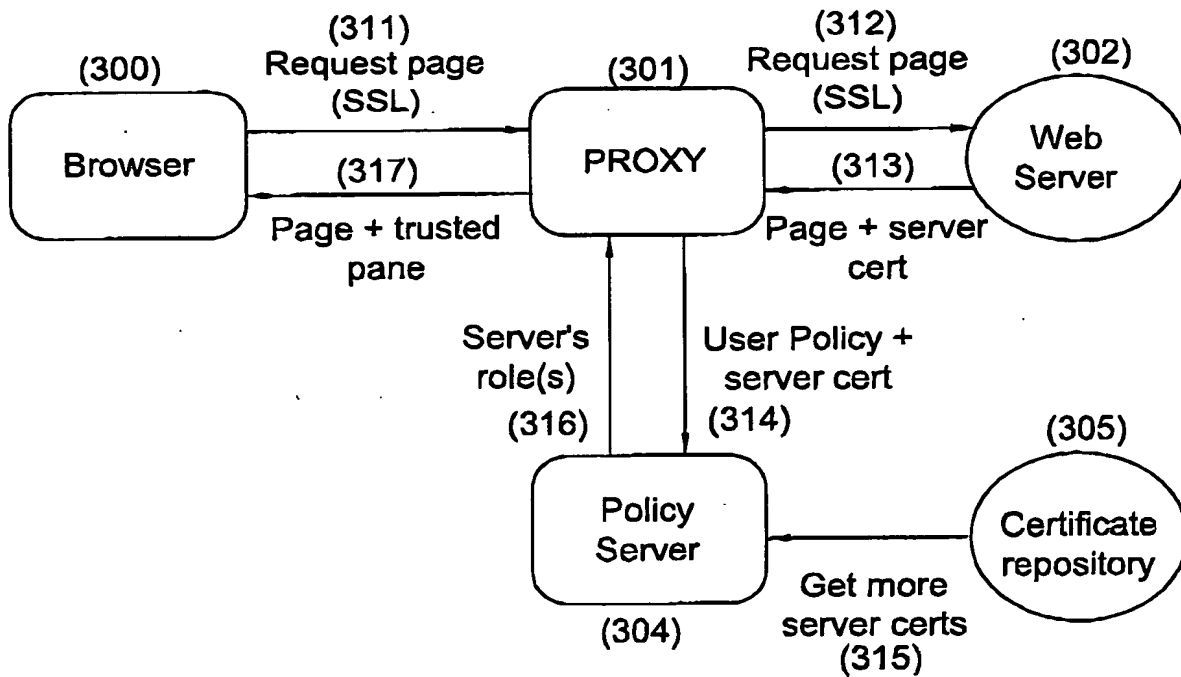 (300)
Browser
(311)
Request page
(SSL)
(317)
Page + trusted
pane
(301)
PROXY
(312)
Request page
(SSL)
(313)
Page + server
cert
(302)
Web
Server
Server's
role(s)
(316)
User Policy +
server cert
(314)
Policy
Server
(304)
(305)
Certificate
repository
Get more
server certs
(315)